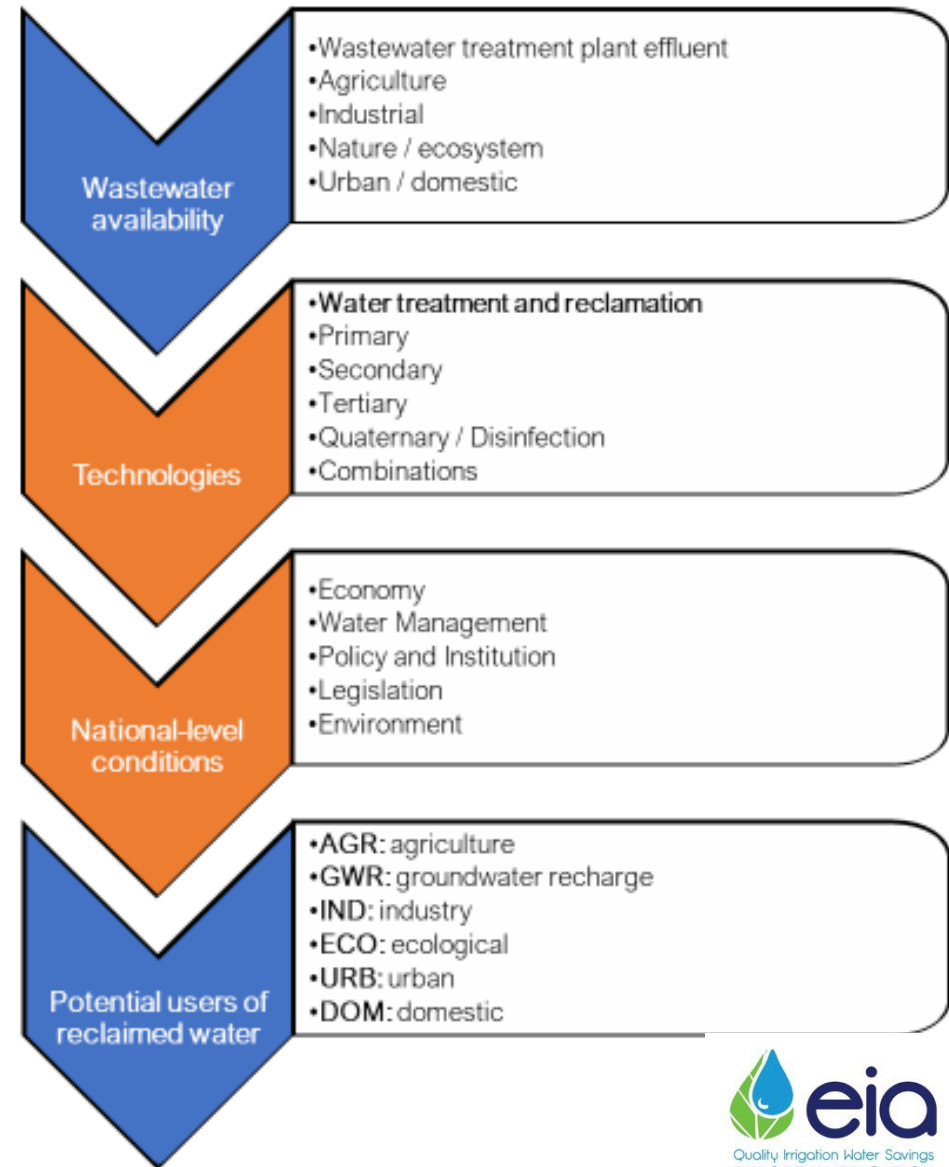 Wastewater
availability
•Wastewater treatment plant effluent
•Agriculture
•Industrial
•Nature / ecosystem
•Urban / domestic
Technologies
•Water treatment and reclamation
•Primary
•Secondary
•Tertiary
•Quaternary / Disinfection
•Combinations
National-level
conditions
•Economy
•Water Management
•Policy and Institution
•Legislation
•Environment
Potential users of
reclaimed water
•AGR: agriculture
•GWR: groundwater recharge
•IND: industry
•ECO: ecological
•URB: urban
•DOM: domestic
eia
Quality Irrigation Water Savings